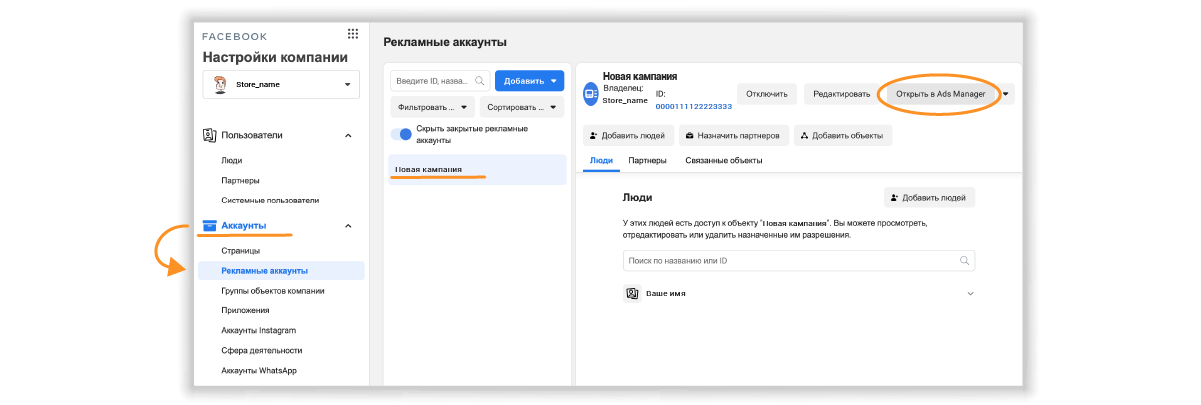 FACEBOOK
Настройки компании
Store_name
Пользователи
Люди
Партнеры
Системные пользователи
Аккаунты
Страницы
Рекламные аккаунты
Группы объектов компании
Приложения
Аккаунты Instagram
Сфера деятельности
Аккаунты WhatsApp
Рекламные аккаунты
Введите ID, назва...
Добавить
Фильтровать ...
Сортировать ...
Скрыть закрытые рекламные
аккаунты
Новая кампания
Новая кампания
Владелец:
Store_name
ID:
0000111122223333
Отключить
Редактировать
Открыть в Ads Manager
Добавить людей
Назначить партнеров
Добавить объекты
Люди
Партнеры
Связанные объекты
Люди
Добавить людей
У этих людей есть доступ к объекту "Новая кампания". Вы можете просмотреть,
отредактировать или удалить назначенные им разрешения.
Поиск по названию или ID
Ваше имя